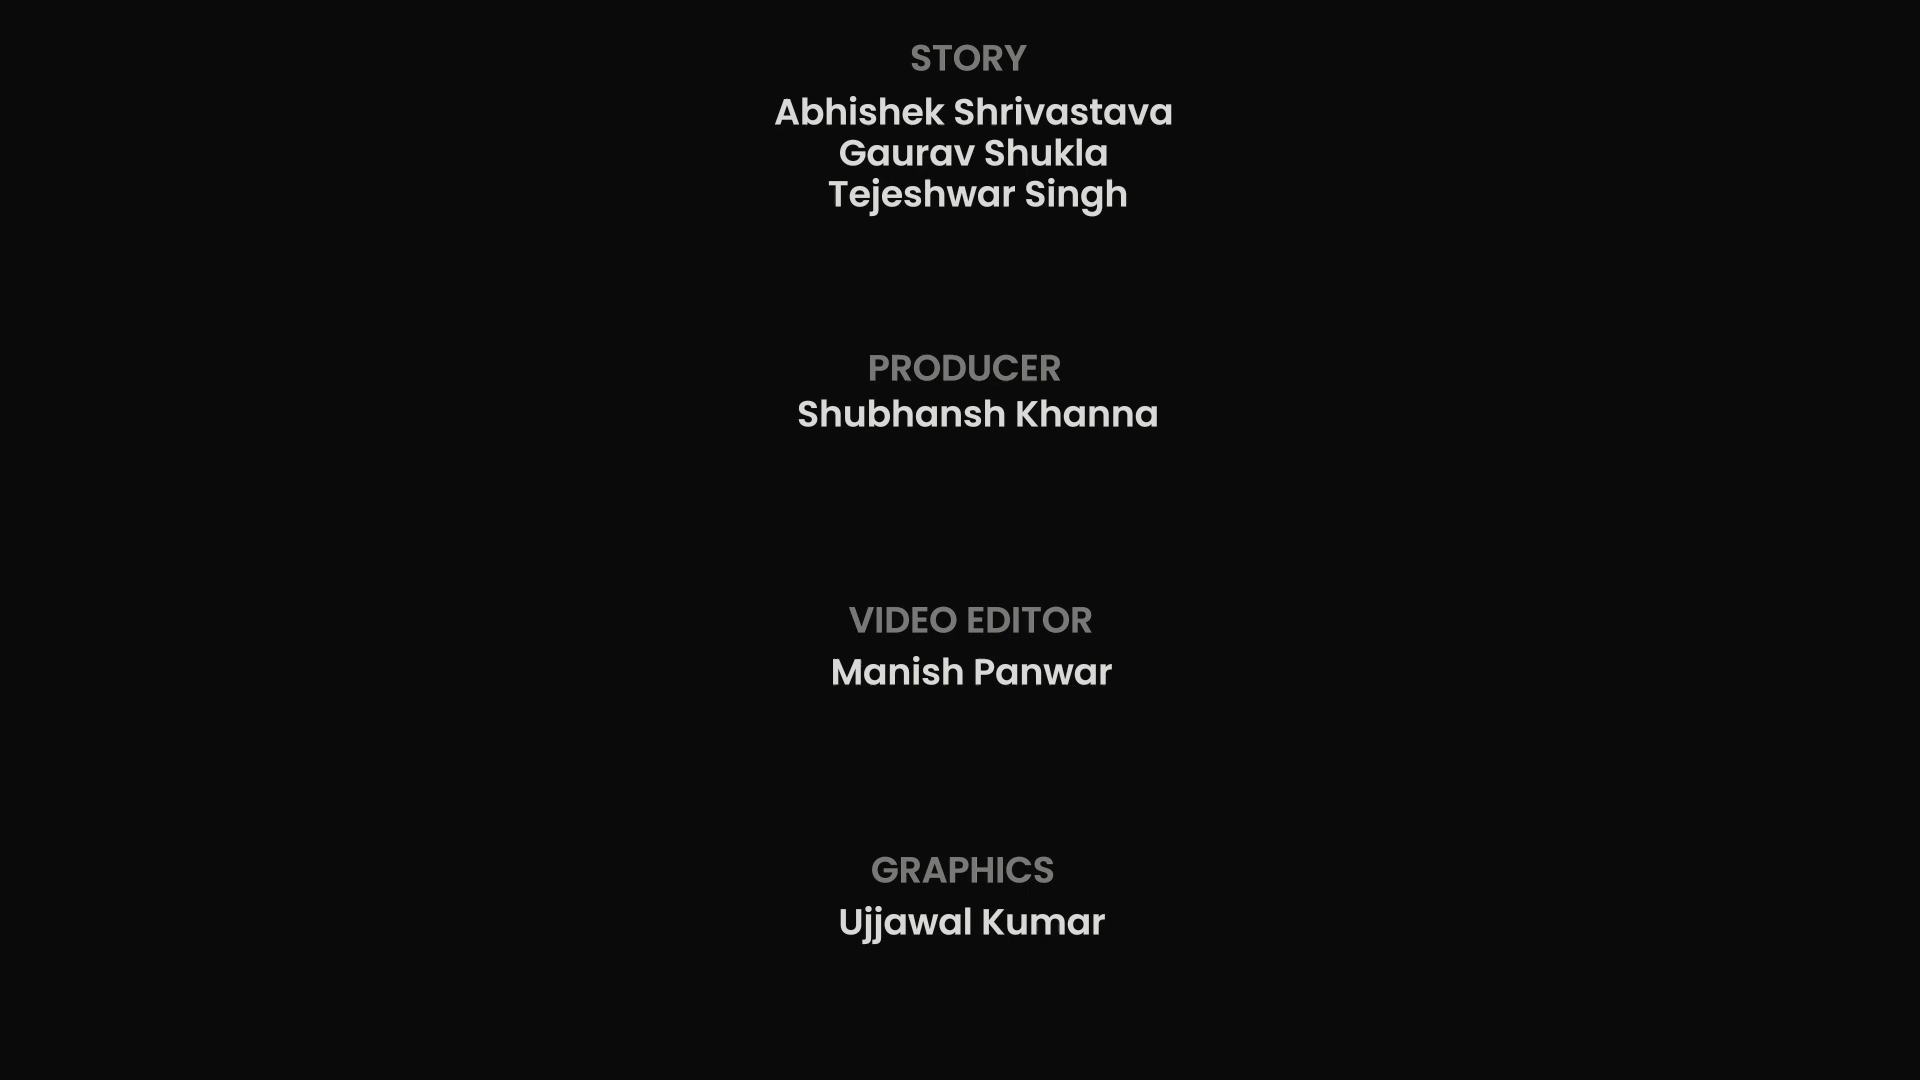 STORY
Abhishek Shrivastava
Gaurav Shukla
Tejeshwar Singh
PRODUCER
Shubhansh Khanna
VIDEO EDITOR
Manish Panwar
GRAPHICS
Ujjawal Kumar